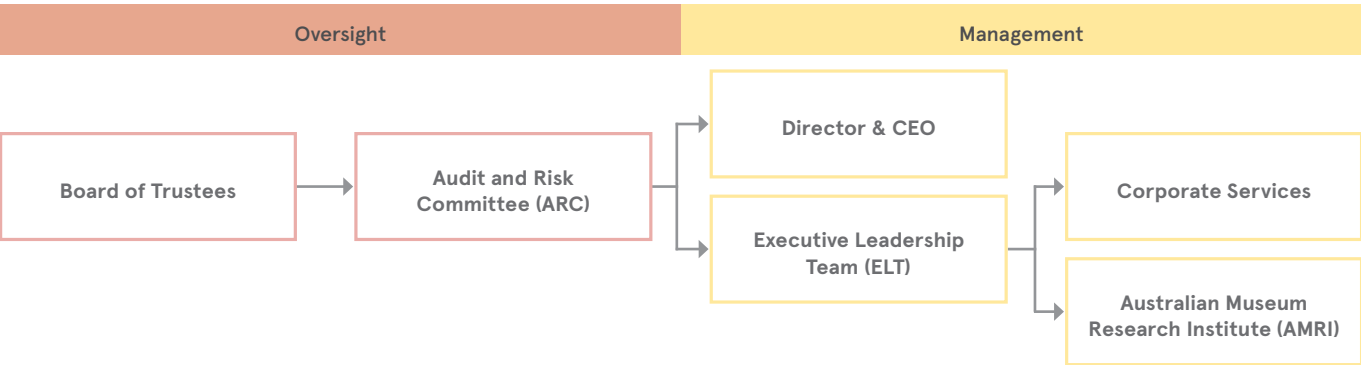 Oversight
Management
Board of Trustees
Audit and Risk
Committee (ARC)
Director & CEO
Executive Leadership
Team (ELT)
Corporate Services
Australian Museum
Research Institute (AMRI)